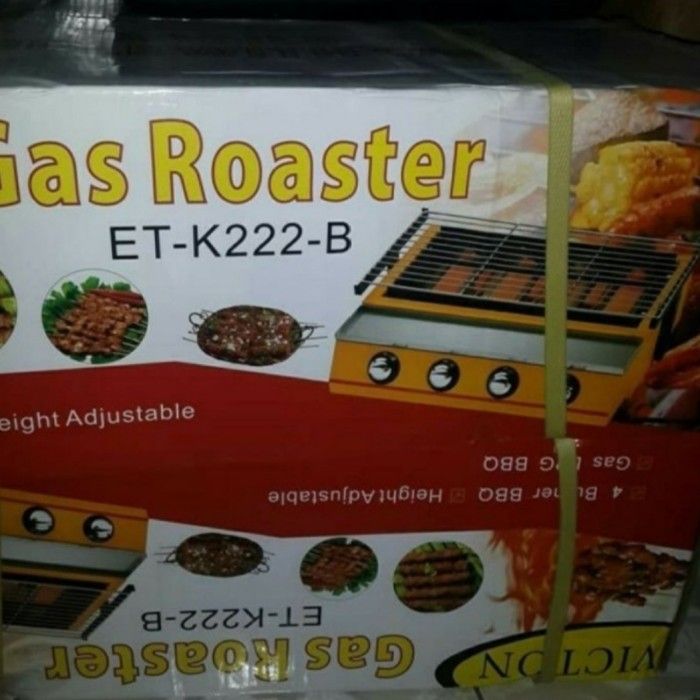 Gas Roaster
ET-K222-B
eight Adjustable
Gas LPG BBQ
4 Burner BBQ Height Adjustable
ET-K222-B
Gas Roaster
VICTON